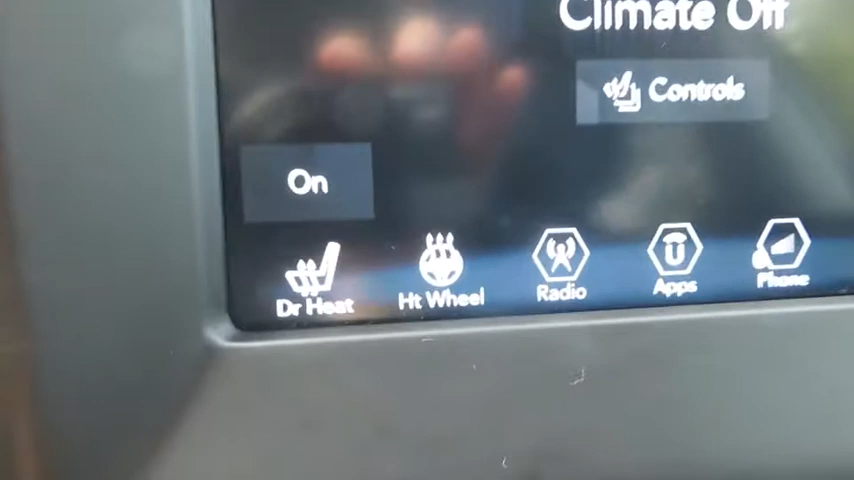 Climate Off
Controls
On
Dr Heat
Ht Wheel
Radio
Apps
Phone